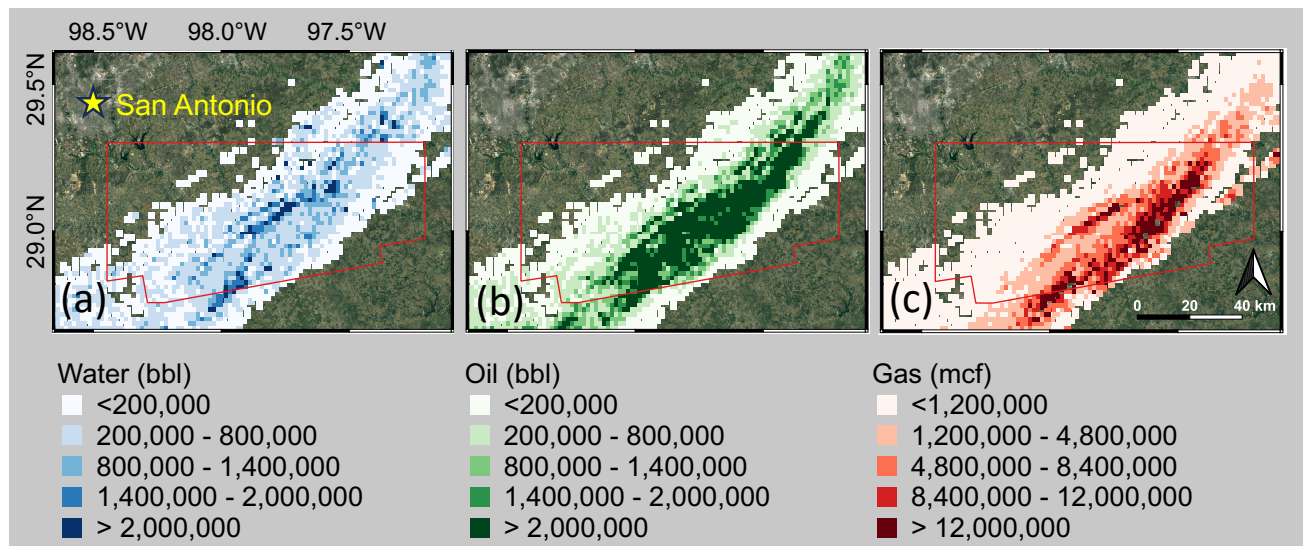 98.5°W 98.0°W 97.5°W
29.5°N
29.0°N
San Antonio
(a)
(b)
(c)
0 20 40 km
Water (bbl)
<200,000
200,000 - 800,000
800,000 - 1,400,000
1,400,000 - 2,000,000
> 2,000,000
Oil (bbl)
<200,000
200,000 - 800,000
800,000 - 1,400,000
1,400,000 - 2,000,000
> 2,000,000
Gas (mcf)
<1,200,000
1,200,000 - 4,800,000
4,800,000 - 8,400,000
8,400,000 - 12,000,000
> 12,000,000